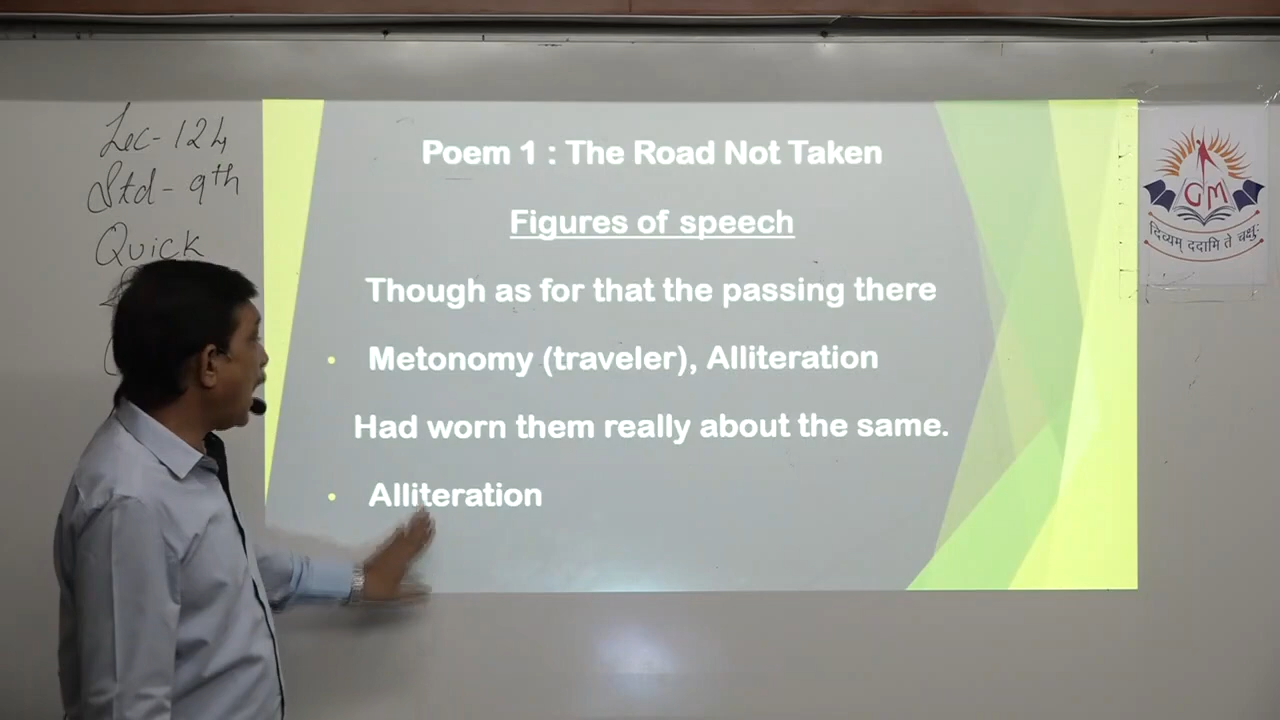 Lec-124
Std-9th
Quick
Poem 1 : The Road Not Taken
Figures of speech
Though as for that the passing there
• Metonomy (traveler), Alliteration
Had worn them really about the same.
• Alliteration
GM
दिव्यम् ददामि ते चक्षुः